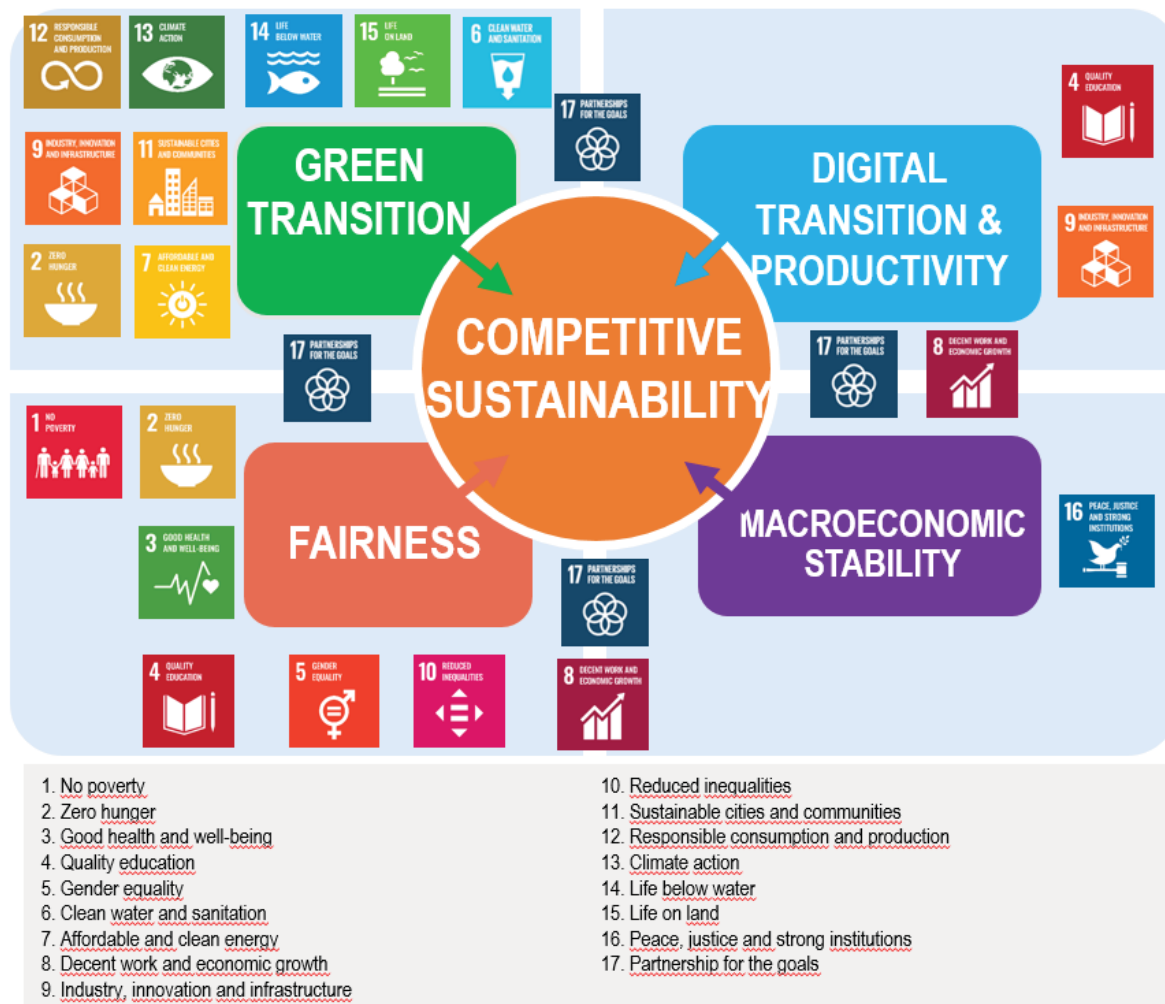 12 RESPONSIBLE
CONSUMPTION
AND PRODUCTION
13 CLIMATE
ACTION
14 LIFE
BELOW WATER
15 LIFE
ON LAND
6 CLEAN WATER
AND SANITATION
17 PARTNERSHIPS
FOR THE GOALS
4 QUALITY
EDUCATION
9 INDUSTRY, INNOVATION
AND INFRASTRUCTURE
11 SUSTAINABLE CITIES
AND COMMUNITIES
GREEN
TRANSITION
DIGITAL
TRANSITION &
PRODUCTIVITY
9 INDUSTRY, INNOVATION
AND INFRASTRUCTURE
2 ZERO
HUNGER
7 AFFORDABLE AND
CLEAN ENERGY
17 PARTNERSHIPS
FOR THE GOALS
COMPETITIVE
SUSTAINABILITY
17 PARTNERSHIPS
FOR THE GOALS
8 DECENT WORK AND
ECONOMIC GROWTH
1 NO
POVERTY
2 ZERO
HUNGER
3 GOOD HEALTH
AND WELL-BEING
FAIRNESS
MACROECONOMIC
STABILITY
16 PEACE, JUSTICE
AND STRONG
INSTITUTIONS
17 PARTNERSHIPS
FOR THE GOALS
4 QUALITY
EDUCATION
5 GENDER
EQUALITY
10 REDUCED
INEQUALITIES
8 DECENT WORK AND
ECONOMIC GROWTH
1. No poverty
2. Zero hunger
3. Good health and well-being
4. Quality education
5. Gender equality
6. Clean water and sanitation
7. Affordable and clean energy
8. Decent work and economic growth
9. Industry, innovation and infrastructure
10. Reduced inequalities
11. Sustainable cities and communities
12. Responsible consumption and production
13. Climate action
14. Life below water
15. Life on land
16. Peace, justice and strong institutions
17. Partnership for the goals